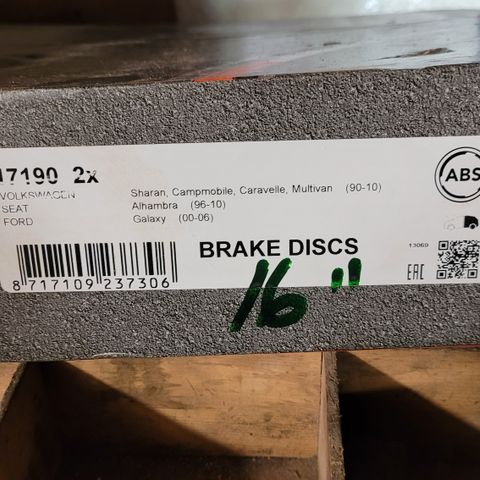 17190 2x
VOLKSWAGEN
SEAT
FORD
Sharan, Campmobile, Caravelle, Multivan (90-10)
Alhambra (96-10)
Galaxy (00-06)
ABS
BRAKE DISCS
13069
EAC
8 717109 237306
16"